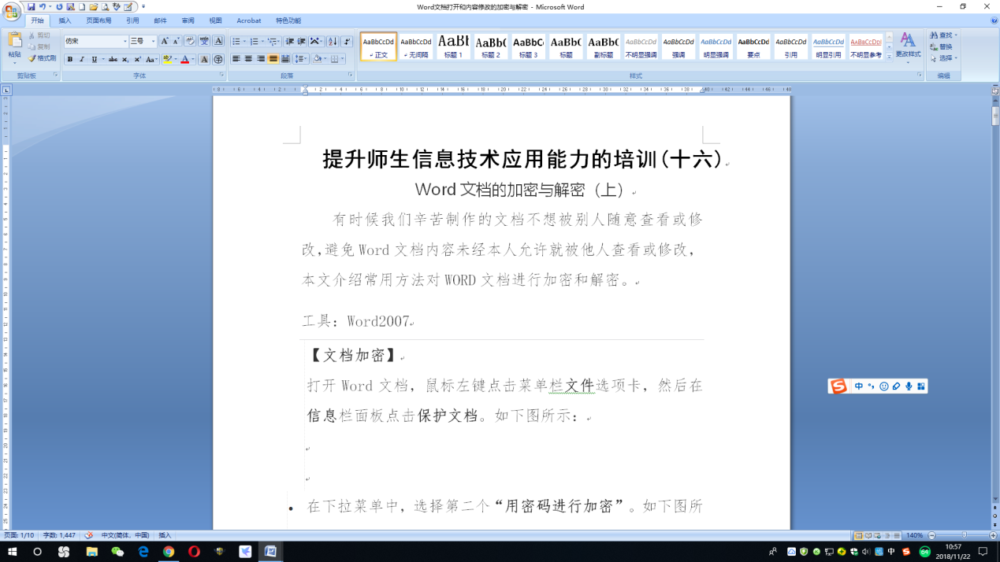 Word文档打开和内容修改的加密与解密 - Microsoft Word
开始 插入 页面布局 引用 邮件 审阅 视图 Acrobat 特色功能
粘贴 剪切
复制
格式刷
仿宋 三号
AaBbCcDd AaBbCcDd AaBb AaBbC AaBbC AaBbC AaBbC AaBbCcDd AaBbCcDd AaBbCcDd AaBbCcDd AaBbCcDd AaBbCcDd AABBCCDD
正文 无间隔 标题 1 标题 2 标题 3 标题 副标题 不明显强调 强调 明显强调 要点 引用 明显引用 不明显参考
更改样式
查找
替换
选择
剪贴板 字体 段落 样式 编辑
提升师生信息技术应用能力的培训(十六)
Word 文档的加密与解密（上）
有时候我们辛苦制作的文档不想被别人随意查看或修
改,避免 Word 文档内容未经本人允许就被他人查看或修改，
本文介绍常用方法对 WORD 文档进行加密和解密。
工具：Word2007
【文档加密】
打开 Word 文档，鼠标左键点击菜单栏文件选项卡，然后在
信息栏面板点击保护文档。如下图所示：
• 在下拉菜单中，选择第二个“用密码进行加密”。如下图所
中
页面: 1/10 字数: 1,447 中文(简体，中国) 插入 140%
中
64
10:57
2018/11/22